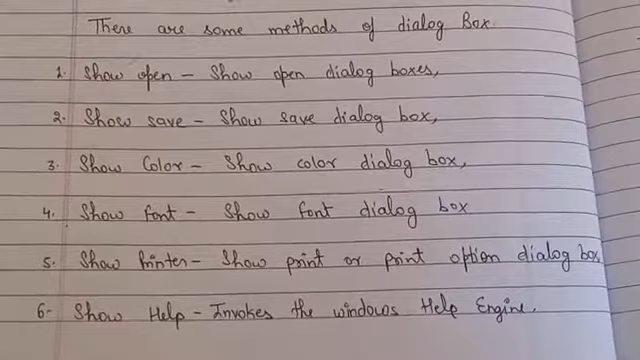 There are some methods of dialog Box.
1. Show open - Show open dialog boxes,
2. Show save - Show save dialog box,
3. Show Color - Show color dialog box,
4. Show font - Show font dialog box
5. Show Printer - Show print or print option dialog box
6- Show Help - Invokes the windows Help Engine.